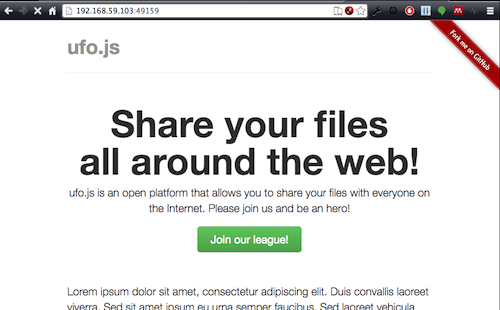 192.168.59.103:49159
Fork me on GitHub
ufo.js
Share your files
all around the web!
ufo.js is an open platform that allows you to share your files with everyone on
the Internet. Please join us and be an hero!
Join our league!
Lorem ipsum dolor sit amet, consectetur adipiscing elit. Duis convallis laoreet
viverra. Sed sit amet ipsum eu urna semper faucibus. Sed laoreet vehicula